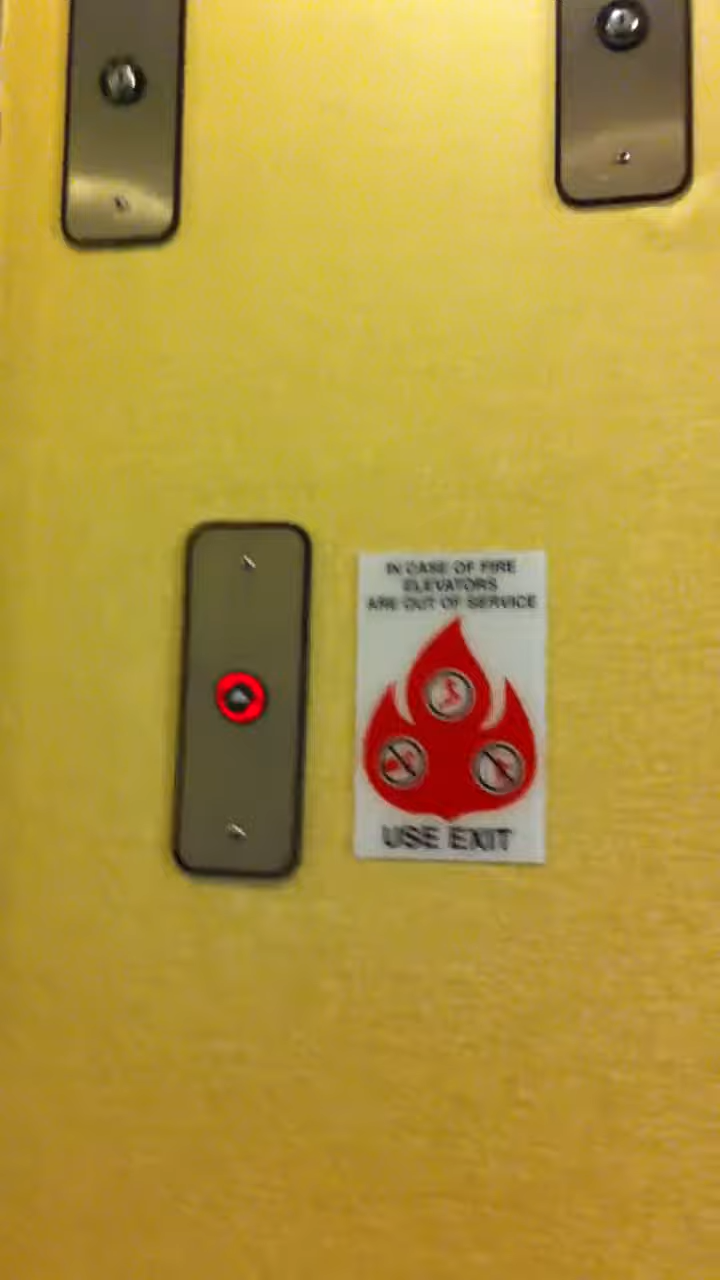 IN CASE OF FIRE
ELEVATORS
ARE OUT OF SERVICE
USE EXIT